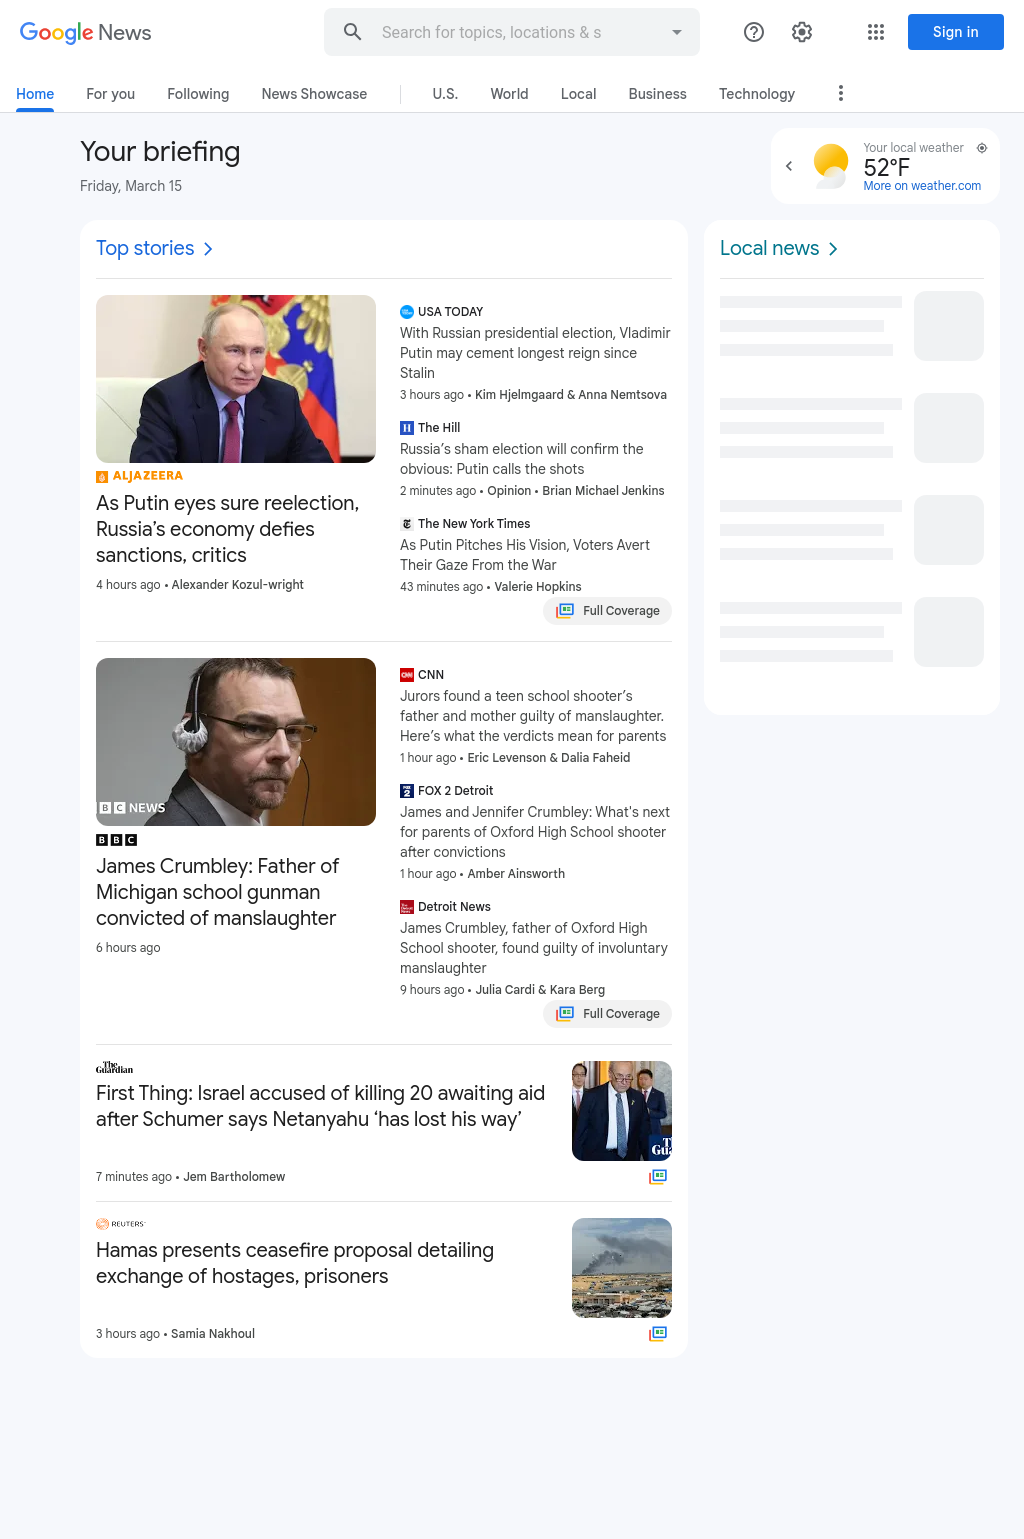 Google News
Search for topics, locations & s
Sign in
Home
For you
Following
News Showcase
U.S.
World
Local
Business
Technology
Your briefing
Friday, March 15
Your local weather
52°F
More on weather.com
Top stories
ALJAZEERA
As Putin eyes sure reelection,
Russia’s economy defies
sanctions, critics
4 hours ago • Alexander Kozul-wright
USA TODAY
With Russian presidential election, Vladimir
Putin may cement longest reign since
Stalin
3 hours ago • Kim Hjelmgaard & Anna Nemtsova
H The Hill
Russia’s sham election will confirm the
obvious: Putin calls the shots
2 minutes ago • Opinion • Brian Michael Jenkins
The New York Times
As Putin Pitches His Vision, Voters Avert
Their Gaze From the War
43 minutes ago • Valerie Hopkins
Full Coverage
BBC NEWS
BBC
James Crumbley: Father of
Michigan school gunman
convicted of manslaughter
6 hours ago
CNN CNN
Jurors found a teen school shooter’s
father and mother guilty of manslaughter.
Here’s what the verdicts mean for parents
1 hour ago • Eric Levenson & Dalia Faheid
FOX 2 FOX 2 Detroit
James and Jennifer Crumbley: What's next
for parents of Oxford High School shooter
after convictions
1 hour ago • Amber Ainsworth
Detroit News
James Crumbley, father of Oxford High
School shooter, found guilty of involuntary
manslaughter
9 hours ago • Julia Cardi & Kara Berg
Full Coverage
The
Guardian
First Thing: Israel accused of killing 20 awaiting aid
after Schumer says Netanyahu ‘has lost his way’
7 minutes ago • Jem Bartholomew
REUTERS
Hamas presents ceasefire proposal detailing
exchange of hostages, prisoners
3 hours ago • Samia Nakhoul
Local news